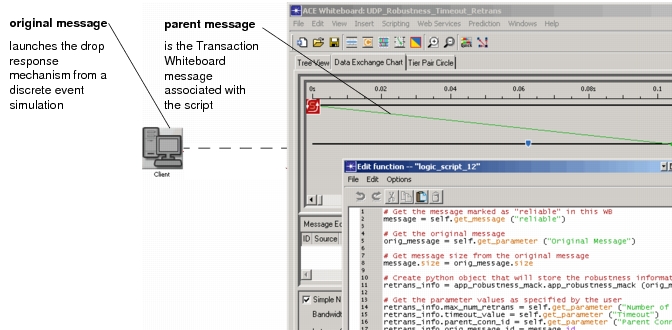 original message
launches the drop
response
mechanism from a
discrete event
simulation
parent message
is the Transaction
Whiteboard
message
associated with
the script
Client
ACE Whiteboard: UDP_Robustness_Timeout_Retrans
File Edit View Insert Scripting Web Services Prediction Windows Help
Tree View Data Exchange Chart Tier Pair Circle
0s 0.02 0.04 0.06 0.08 0.1
Message Ec
ID Source
Simple N
Bandwidt
Edit function -- "logic_script_12"
File Edit Options
1 # Get the message marked as "reliable" in this WB
2 message = self.get_message ("reliable")
3
4 # Get the original message
5 orig_message = self.get_parameter ("Original Message")
6
7 # Get message size from the original message
8 message.size = orig_message.size
9
10 # Create python object that will store the robustness informat
11 retrans_info = app_robustness_mack.app_robustness_mack (orig_m
12
13 # Get the parameter values as specified by the user
14 retrans_info.max_num_retrans = self.get_parameter ("Number of
15 retrans_info.timeout_value = self.get_parameter ("Timeout")
16 retrans_info.parent_conn_id = self.get_parameter ("Parent Conn
17 retrans_info.orig_message_id = message.id